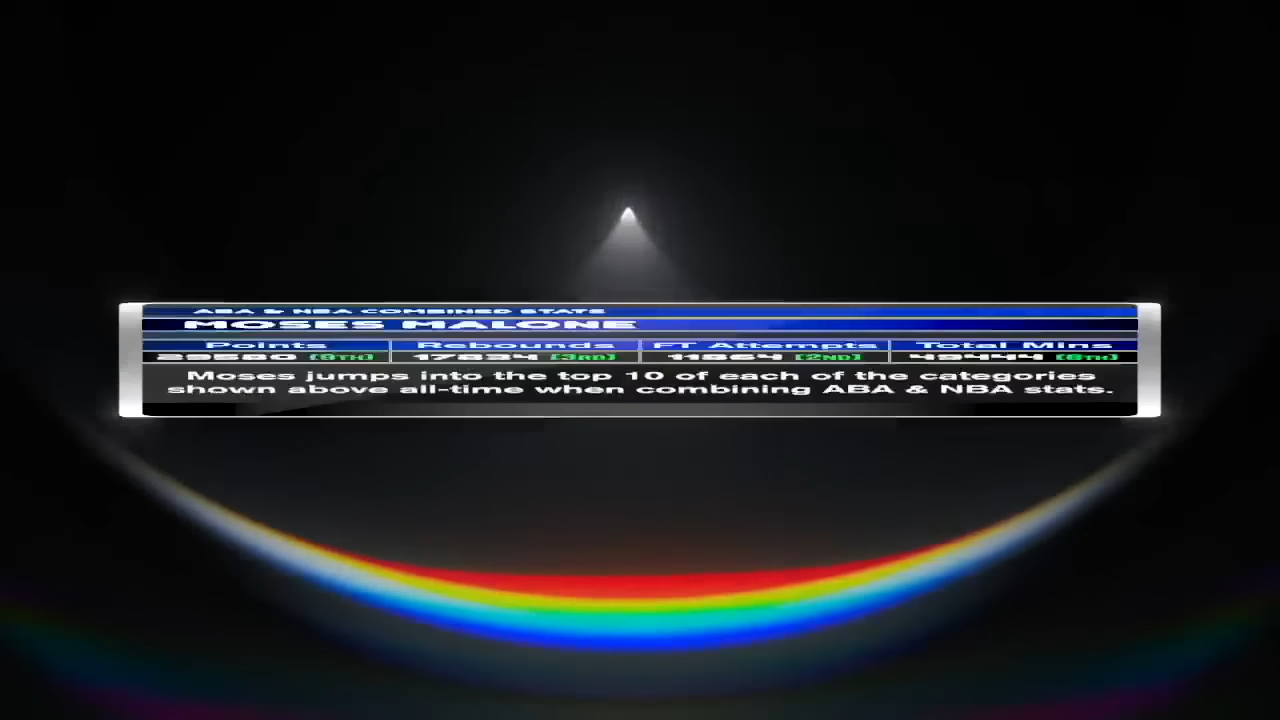 ABA & NBA COMBINED STATS
MOSES MALONE
Points Rebounds FT Attempts Total Mins
29580 17834 [3RD] 11864 [2ND] 49444
Moses jumps into the top 10 of each of the categories
shown above all-time when combining ABA & NBA stats.